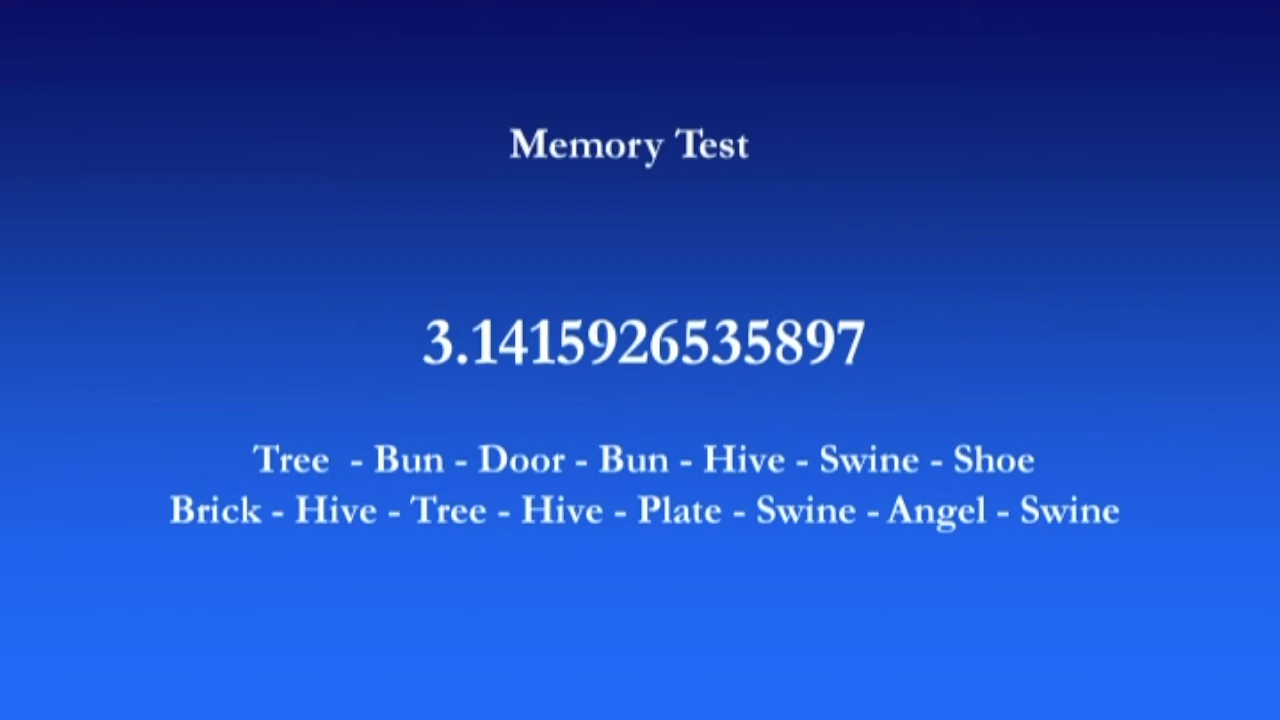 Memory Test
3.1415926535897
Tree - Bun - Door - Bun - Hive - Swine - Shoe
Brick - Hive - Tree - Hive - Plate - Swine - Angel - Swine